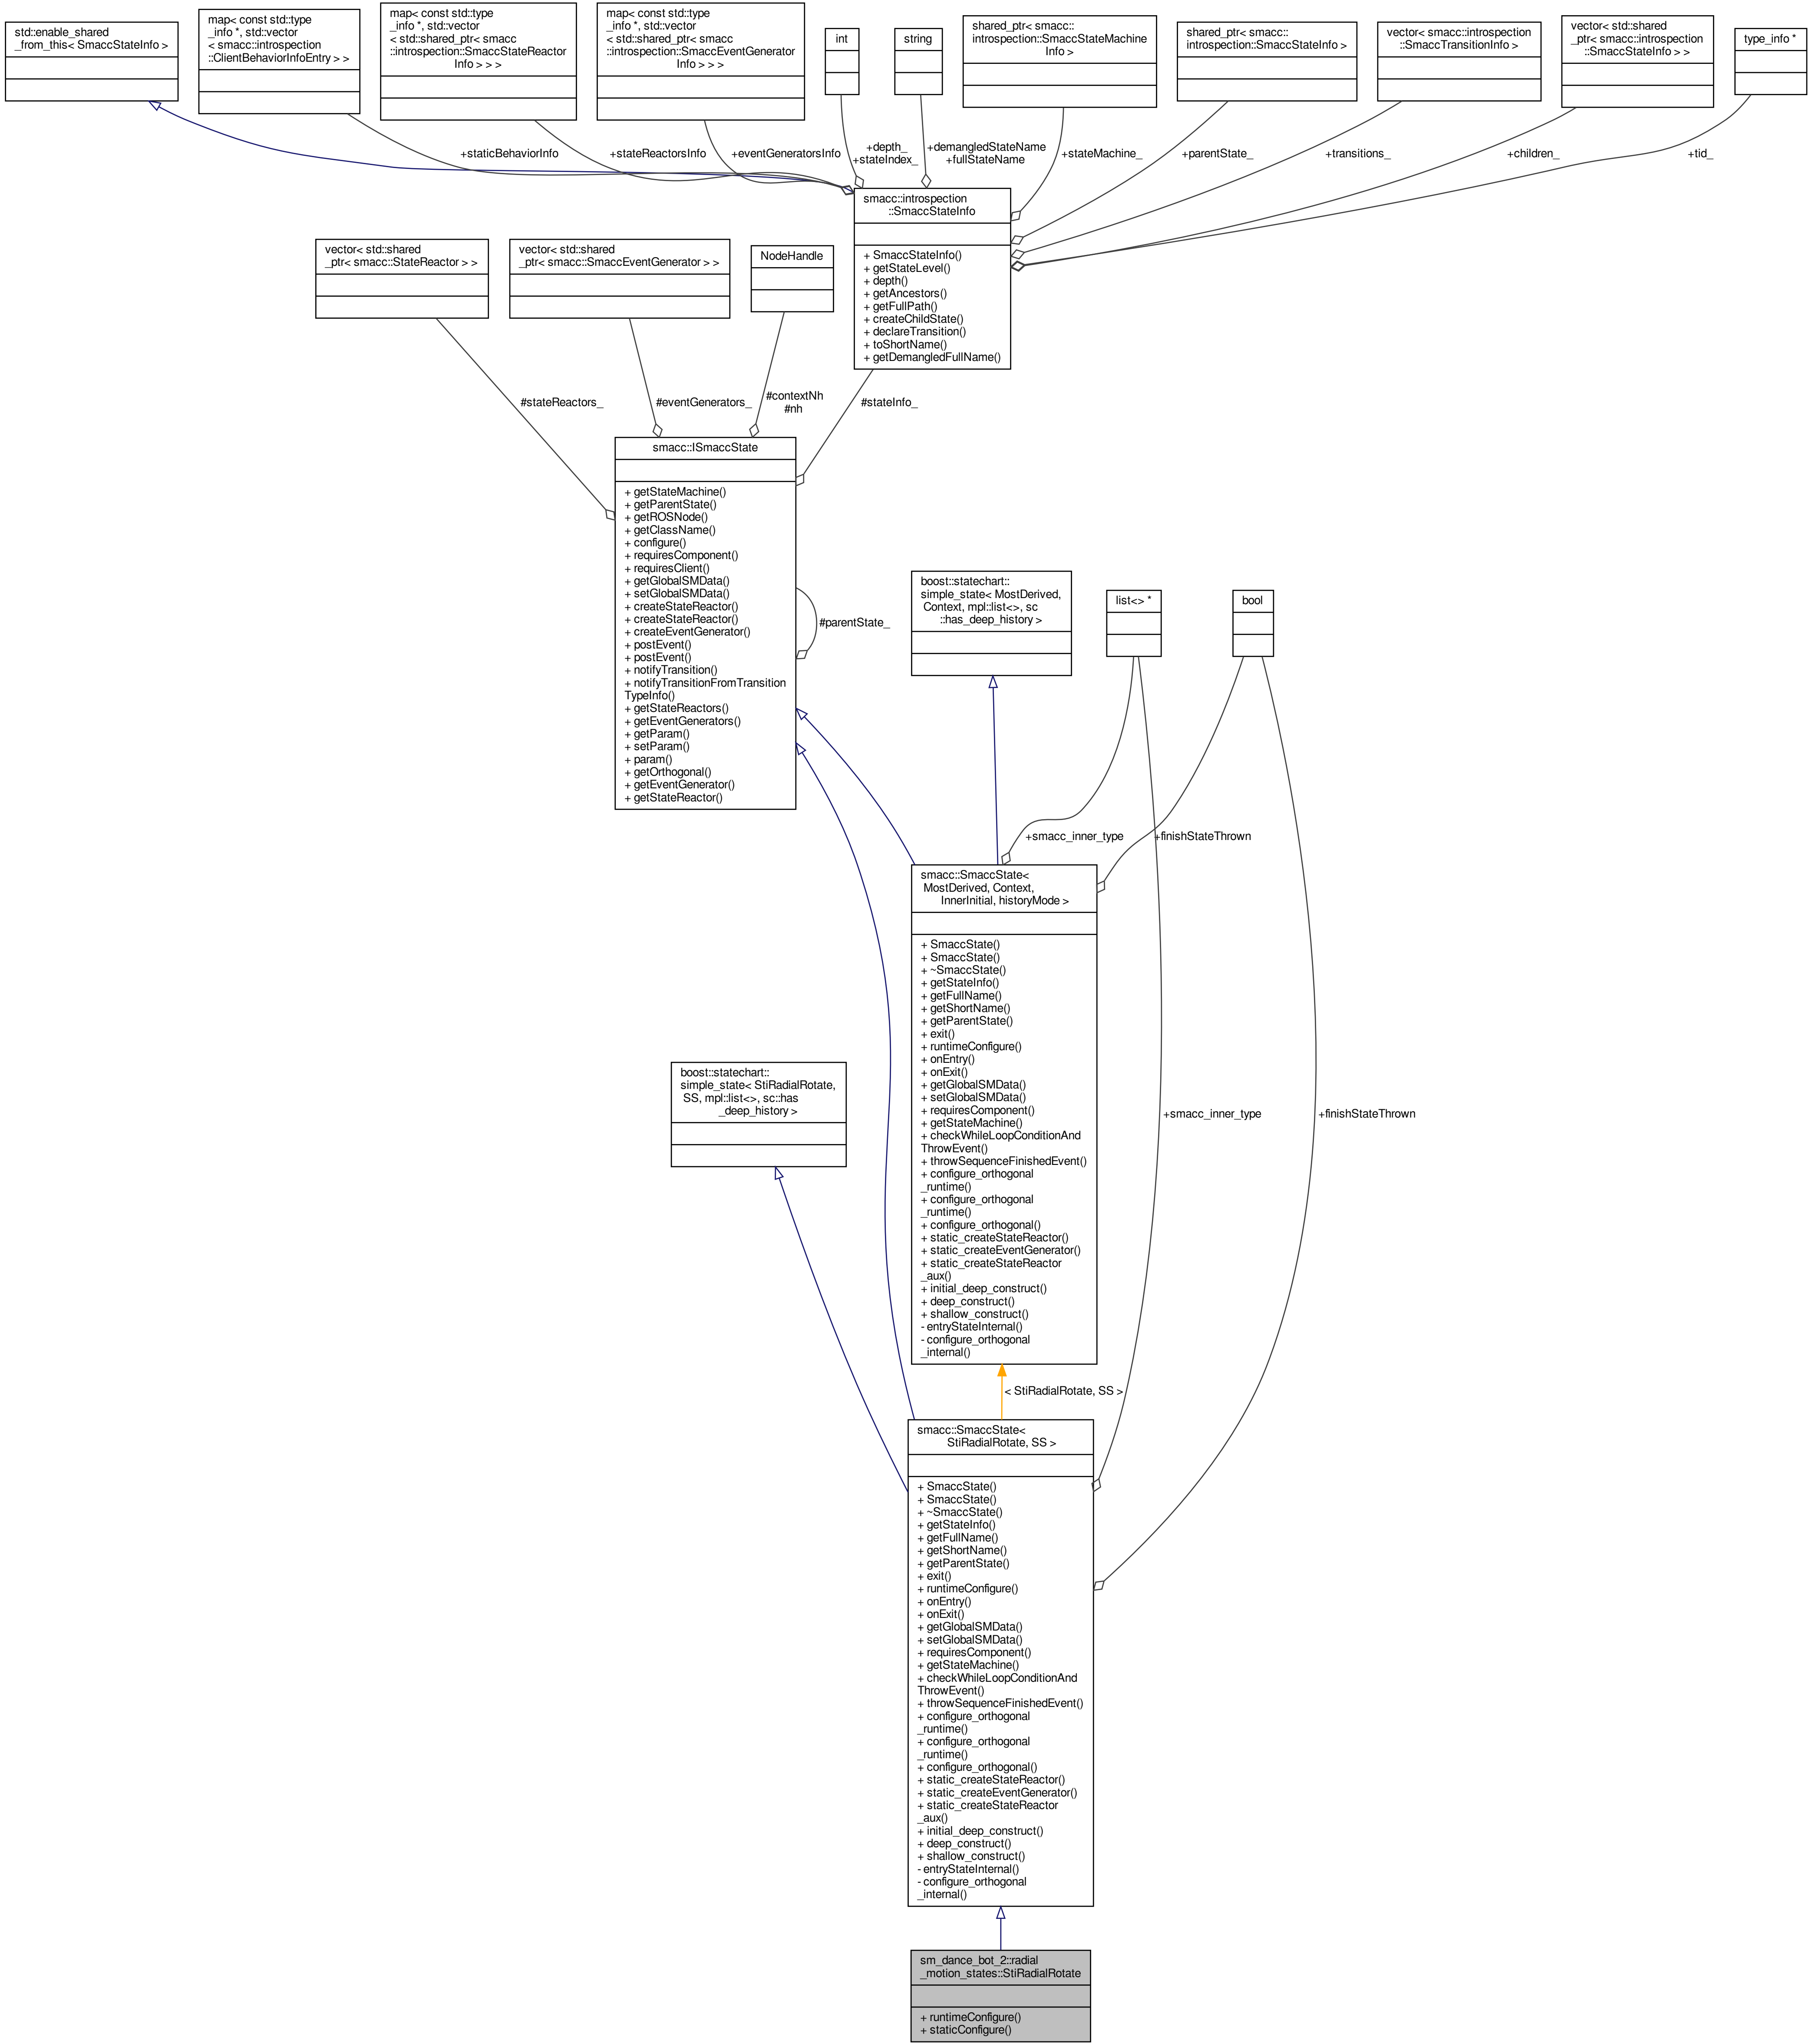 std::enable_shared
_from_this< SmaccStateInfo >
map< const std::type
_info *, std::vector
< smacc::introspection
::ClientBehaviorInfoEntry > >
map< const std::type
_info *, std::vector
< std::shared_ptr< smacc
::introspection::SmaccStateReactor
Info > > >
map< const std::type
_info *, std::vector
< std::shared_ptr< smacc
::introspection::SmaccEventGenerator
Info > > >
int
string
shared_ptr< smacc::
introspection::SmaccStateMachine
Info >
shared_ptr< smacc::
introspection::SmaccStateInfo >
vector< smacc::introspection
::SmaccTransitionInfo >
vector< std::shared
_ptr< smacc::introspection
::SmaccStateInfo > >
type_info *
+staticBehaviorInfo
+stateReactorsInfo
+eventGeneratorsInfo
+depth_
+stateIndex_
+demangledStateName
+fullStateName
+stateMachine_
+parentState_
+transitions_
+children_
+tid_
smacc::introspection
::SmaccStateInfo
+ SmaccStateInfo()
+ getStateLevel()
+ depth()
+ getAncestors()
+ getFullPath()
+ createChildState()
+ declareTransition()
+ toShortName()
+ getDemangledFullName()
vector< std::shared
_ptr< smacc::StateReactor > >
vector< std::shared
_ptr< smacc::SmaccEventGenerator > >
NodeHandle
#stateReactors_
#eventGenerators_
#contextNh
#nh
#stateInfo_
smacc::ISmaccState
+ getStateMachine()
+ getParentState()
+ getROSNode()
+ getClassName()
+ configure()
+ requiresComponent()
+ requiresClient()
+ getGlobalSMData()
+ setGlobalSMData()
+ createStateReactor()
+ createStateReactor()
+ createEventGenerator()
+ postEvent()
+ postEvent()
+ notifyTransition()
+ notifyTransitionFromTransition
TypeInfo()
+ getStateReactors()
+ getEventGenerators()
+ getParam()
+ setParam()
+ param()
+ getOrthogonal()
+ getEventGenerator()
+ getStateReactor()
#parentState_
boost::statechart::
simple_state< MostDerived,
Context, mpl::list<>, sc
::has_deep_history >
list<> *
bool
+smacc_inner_type
+finishStateThrown
smacc::SmaccState<
MostDerived, Context,
InnerInitial, historyMode >
+ SmaccState()
+ SmaccState()
+ ~SmaccState()
+ getStateInfo()
+ getFullName()
+ getShortName()
+ getParentState()
+ exit()
+ runtimeConfigure()
+ onEntry()
+ onExit()
+ getGlobalSMData()
+ setGlobalSMData()
+ requiresComponent()
+ getStateMachine()
+ checkWhileLoopConditionAnd
ThrowEvent()
+ throwSequenceFinishedEvent()
+ configure_orthogonal
_runtime()
+ configure_orthogonal
_runtime()
+ configure_orthogonal()
+ static_createStateReactor()
+ static_createEventGenerator()
+ static_createStateReactor
_aux()
+ initial_deep_construct()
+ deep_construct()
+ shallow_construct()
- entryStateInternal()
- configure_orthogonal
_internal()
boost::statechart::
simple_state< StiRadialRotate,
SS, mpl::list<>, sc::has
_deep_history >
+smacc_inner_type
+finishStateThrown
< StiRadialRotate, SS >
smacc::SmaccState<
StiRadialRotate, SS >
+ SmaccState()
+ SmaccState()
+ ~SmaccState()
+ getStateInfo()
+ getFullName()
+ getShortName()
+ getParentState()
+ exit()
+ runtimeConfigure()
+ onEntry()
+ onExit()
+ getGlobalSMData()
+ setGlobalSMData()
+ requiresComponent()
+ getStateMachine()
+ checkWhileLoopConditionAnd
ThrowEvent()
+ throwSequenceFinishedEvent()
+ configure_orthogonal
_runtime()
+ configure_orthogonal
_runtime()
+ configure_orthogonal()
+ static_createStateReactor()
+ static_createEventGenerator()
+ static_createStateReactor
_aux()
+ initial_deep_construct()
+ deep_construct()
+ shallow_construct()
- entryStateInternal()
- configure_orthogonal
_internal()
sm_dance_bot_2::radial
_motion_states::StiRadialRotate
+ runtimeConfigure()
+ staticConfigure()